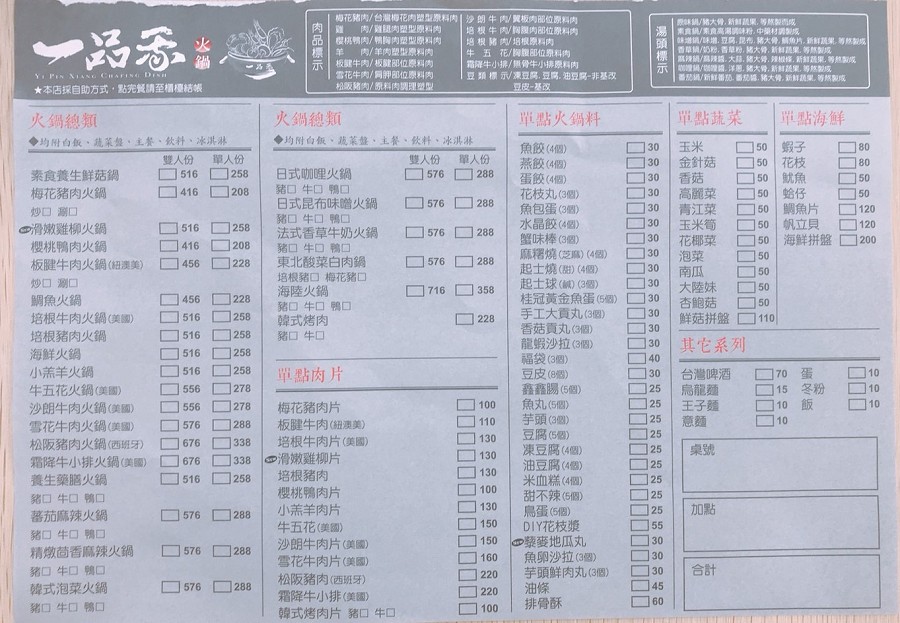 一品香 火鍋
YI PIN XIANG CHAFING DISH
★本店採自助方式，點完餐請至櫃檯結帳
肉品標示
梅花豬肉/台灣梅花肉塑型原料肉
雞 肉/雞腿肉塑型原料肉
櫻桃鴨肉/鴨胸肉塑型原料肉
羊 肉/羊肉塑型原料肉
板腱牛肉/板腱部位原料肉
雪花牛肉/肩胛部位原料肉
松阪豬肉/原料肉調理塑型
沙朗牛肉/翼板肉部位原料肉
培根牛肉/胸腹肉部位原料肉
培根豬肉/培根原料肉
牛五花/胸腹部位原料肉
霜降牛小排/無骨牛小排原料肉
豆類標示/凍豆腐、豆腐、油豆腐-非基改
豆皮-基改
湯頭標示
原味鍋/豬大骨、新鮮蔬果，等熬製而成
素食鍋/素食高湯調味粉、中藥材調製成
番茄鍋/新鮮番茄、番茄醬、豬大骨、新鮮蔬果，等熬製成
火鍋總類
◆均附白飯、蔬菜盤、主餐、飲料、冰淇淋
雙人份 單人份
素食養生鮮菇鍋 516 258
梅花豬肉火鍋 416 208
炒□ 涮□
滑嫩雞柳火鍋 516 258
櫻桃鴨肉火鍋 416 208
板腱牛肉火鍋(紐澳美) 456 228
炒□ 涮□
鯛魚火鍋 456 228
培根牛肉火鍋(美國) 516 258
培根豬肉火鍋 516 258
海鮮火鍋 516 258
小羔羊火鍋 516 258
牛五花火鍋(美國) 556 278
沙朗牛肉火鍋(美國) 556 278
雪花牛肉火鍋(美國) 576 288
松阪豬肉火鍋(西班牙) 676 338
霜降牛小排火鍋(美國) 676 338
養生藥膳火鍋 516 258
豬□ 牛□ 鴨□
蕃茄麻辣火鍋 576 288
豬□ 牛□ 鴨□
精燉茴香麻辣火鍋 576 288
豬□ 牛□ 鴨□
韓式泡菜火鍋 576 288
豬□ 牛□ 鴨□
火鍋總類
◆均附白飯、蔬菜盤、主餐、飲料、冰淇淋
雙人份 單人份
日式咖哩火鍋 576 288
豬□ 牛□ 鴨□
日式昆布味噌火鍋 576 288
豬□ 牛□ 鴨□
法式香草牛奶火鍋 576 288
豬□ 牛□ 鴨□
東北酸菜白肉鍋 576 288
培根豬□ 梅花豬□
海陸火鍋 716 358
豬□ 牛□ 鴨□
韓式烤肉 228
豬□ 牛□
單點肉片
梅花豬肉片 100
板腱牛肉(紐澳美) 110
培根牛肉片(美國) 130
滑嫩雞柳片 130
培根豬肉 130
櫻桃鴨肉片 100
小羔羊肉片 130
牛五花(美國) 150
沙朗牛肉片(美國) 150
雪花牛肉片(美國) 160
松阪豬肉(西班牙) 220
霜降牛小排(美國) 220
韓式烤肉片 豬□ 牛□ 100
單點火鍋料
魚餃(4個) 30
燕餃(4個) 30
蛋餃(4個) 30
花枝丸(3個) 30
魚包蛋(3個) 30
水晶餃(4個) 30
蟹味棒(3個) 30
麻糬燒(芝麻)(4個) 30
起士燒(甜)(4個) 30
起士球(鹹)(3個) 30
桂冠黃金魚蛋(5個) 30
手工大貢丸(3個) 30
香菇貢丸(3個) 30
龍蝦沙拉(3個) 30
福袋(3個) 40
豆皮(8個) 30
鑫鑫腸(5個) 25
魚丸(5個) 25
芋頭(3個) 25
豆腐(5個) 25
凍豆腐(4個) 25
油豆腐(4個) 25
米血糕(4個) 25
甜不辣(5個) 25
鳥蛋(5個) 25
DIY花枝漿 55
藜麥地瓜丸 30
魚卵沙拉(3個) 30
芋頭鮮肉丸(3個) 30
油條 45
排骨酥 60
單點蔬菜
玉米 50
金針菇 50
香菇 50
高麗菜 50
青江菜 50
玉米筍 50
花椰菜 50
泡菜 50
南瓜 50
大陸妹 50
杏鮑菇 50
鮮菇拼盤 110
單點海鮮
蝦子 80
花枝 80
魷魚 50
蛤仔 50
鯛魚片 120
帆立貝 120
海鮮拼盤 200
其它系列
台灣啤酒 70 蛋 10
烏龍麵 15 冬粉 10
王子麵 10 飯 10
意麵 10
桌號
加點
合計